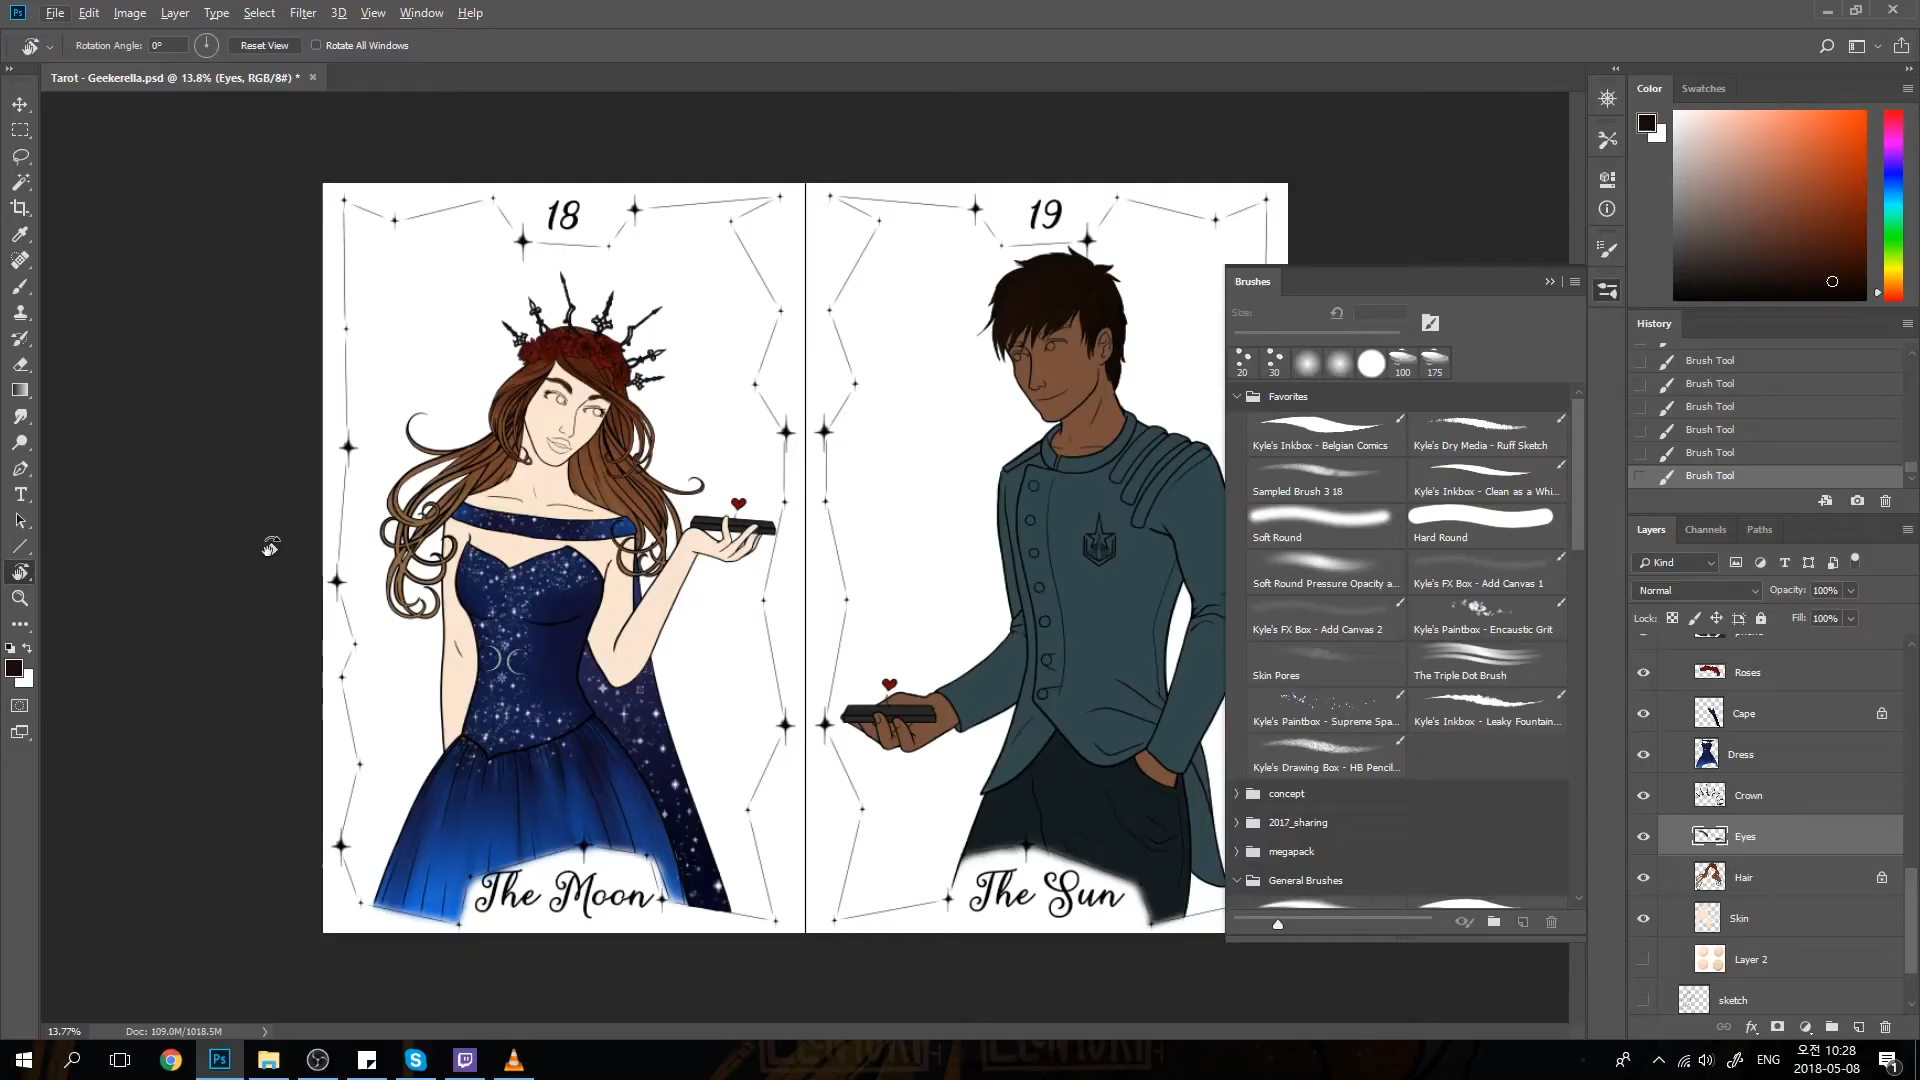 Ps File Edit Image Layer Type Select Filter 3D View Window Help
Rotation Angle: 0° Reset View Rotate All Windows
Tarot - Geekerella.psd @ 13.8% (Eyes, RGB/8#) *
18
19
The Moon
The Sun
Brushes
Size:
20 30 100 175
Favorites
Kyle's Inkbox - Belgian Comics Kyle's Dry Media - Ruff Sketch
Sampled Brush 3 18 Kyle's Inkbox - Clean as a Whi...
Soft Round Hard Round
Soft Round Pressure Opacity a... Kyle's FX Box - Add Canvas 1
Kyle's FX Box - Add Canvas 2 Kyle's Paintbox - Encaustic Grit
Skin Pores The Triple Dot Brush
Kyle's Paintbox - Supreme Spa... Kyle's Inkbox - Leaky Fountain...
Kyle's Drawing Box - HB Pencil...
concept
2017_sharing
megapack
General Brushes
Color Swatches
History
Brush Tool
Brush Tool
Brush Tool
Brush Tool
Brush Tool
Brush Tool
Layers Channels Paths
Kind
Normal Opacity: 100%
Lock: Fill: 100%
Roses
Cape
Dress
Crown
Eyes
Hair
Skin
Layer 2
sketch
13.77% Doc: 109.0M/1018.5M
Ps
ENG
오전 10:28
2018-05-08
1